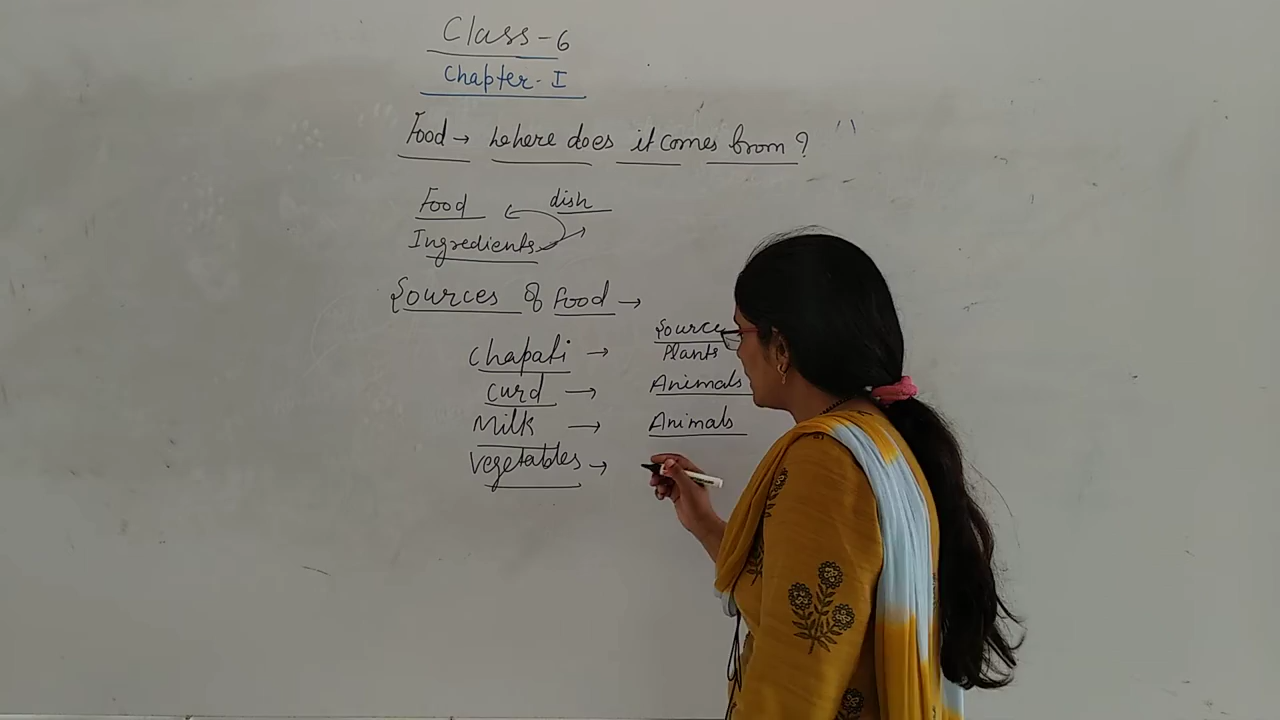 Class-6
Chapter-I
Food → Where does it comes from?
Food dish
Ingredients
Sources of Food →
Source
Chapati → Plants
Curd → Animals
Milk → Animals
Vegetables →